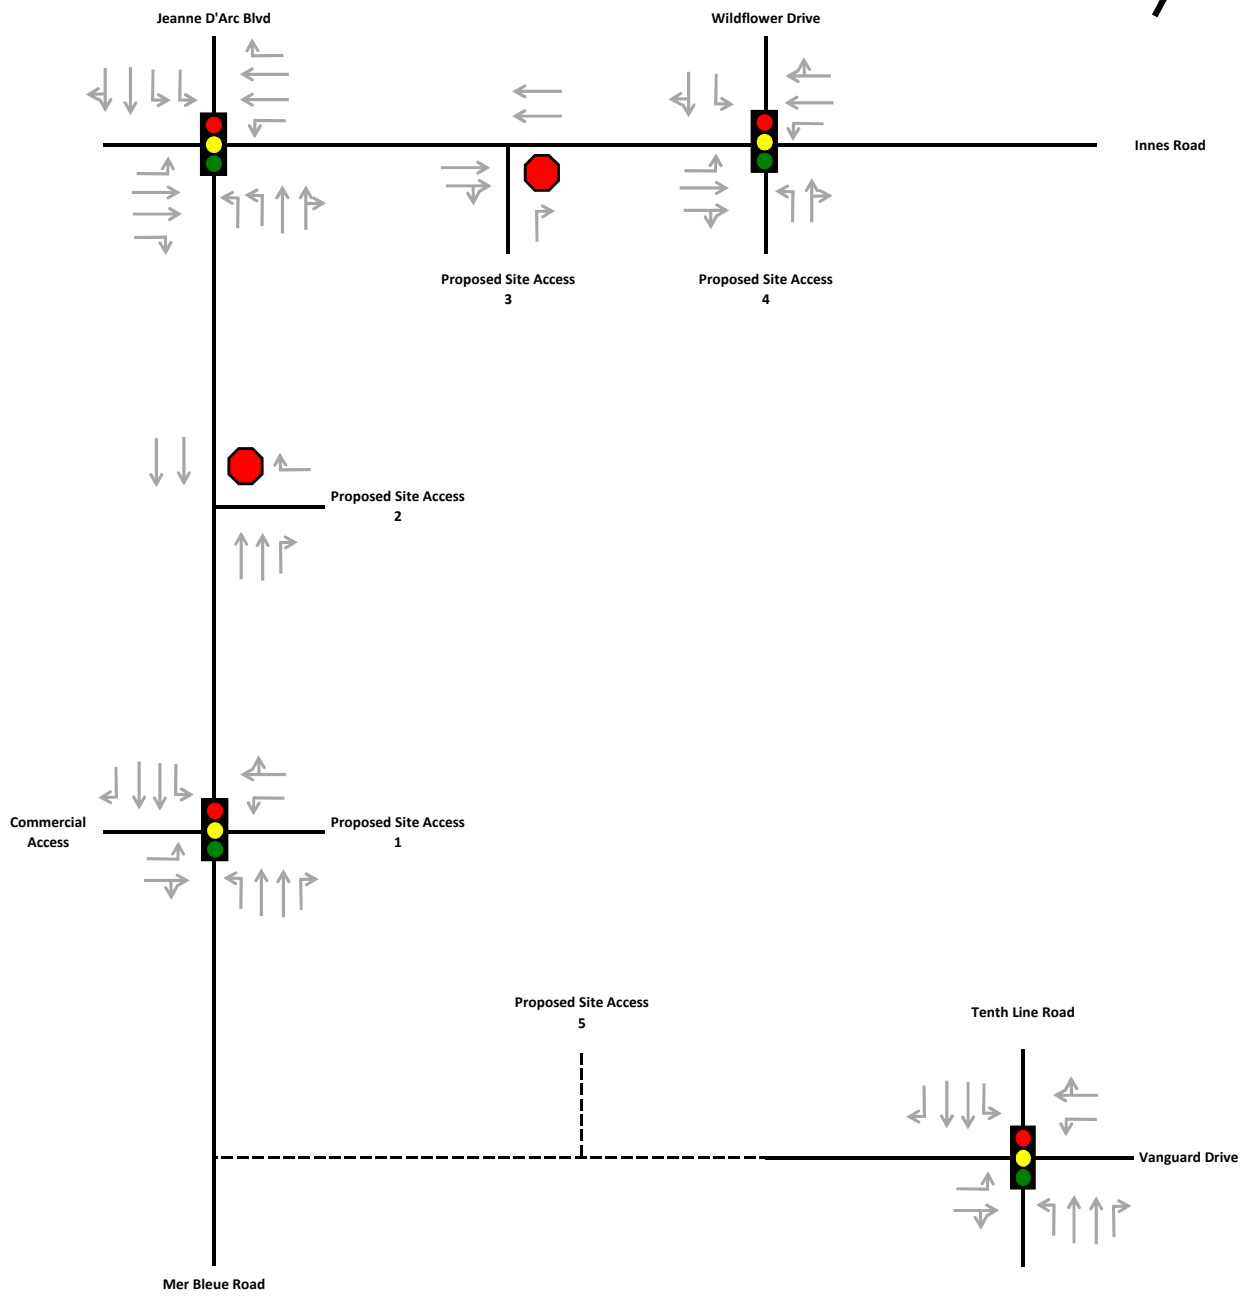 Jeanne D'Arc Blvd
Wildflower Drive
Innes Road
Proposed Site Access
3
Proposed Site Access
4
Proposed Site Access
2
Commercial
Access
Proposed Site Access
1
Proposed Site Access
5
Tenth Line Road
Vanguard Drive
Mer Bleue Road